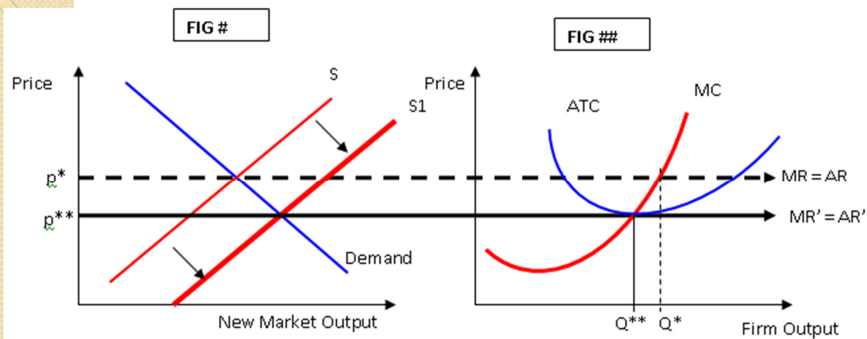 FIG #
FIG ##
Price
S
S1
p*
p**
Demand
New Market Output
Price
ATC
MC
MR = AR
MR' = AR'
Q**
Q*
Firm Output